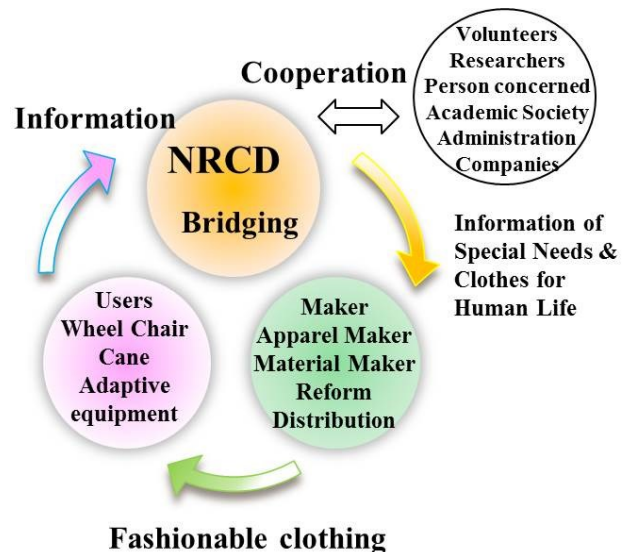 Volunteers
Researchers
Person concerned
Academic Society
Administration
Companies
Cooperation
Information
NRCD
Bridging
Information of
Special Needs &
Clothes for
Human Life
Users
Wheel Chair
Cane
Adaptive
equipment
Maker
Apparel Maker
Material Maker
Reform
Distribution
Fashionable clothing